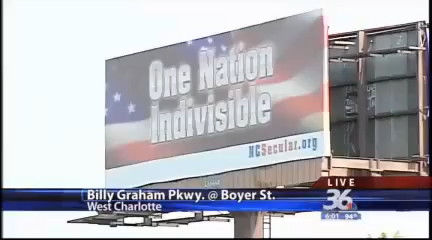 One Nation
Indivisible
NCSecular.org
Billy Graham Pkwy. @ Boyer St.
West Charlotte
LIVE
36
6:01 94°